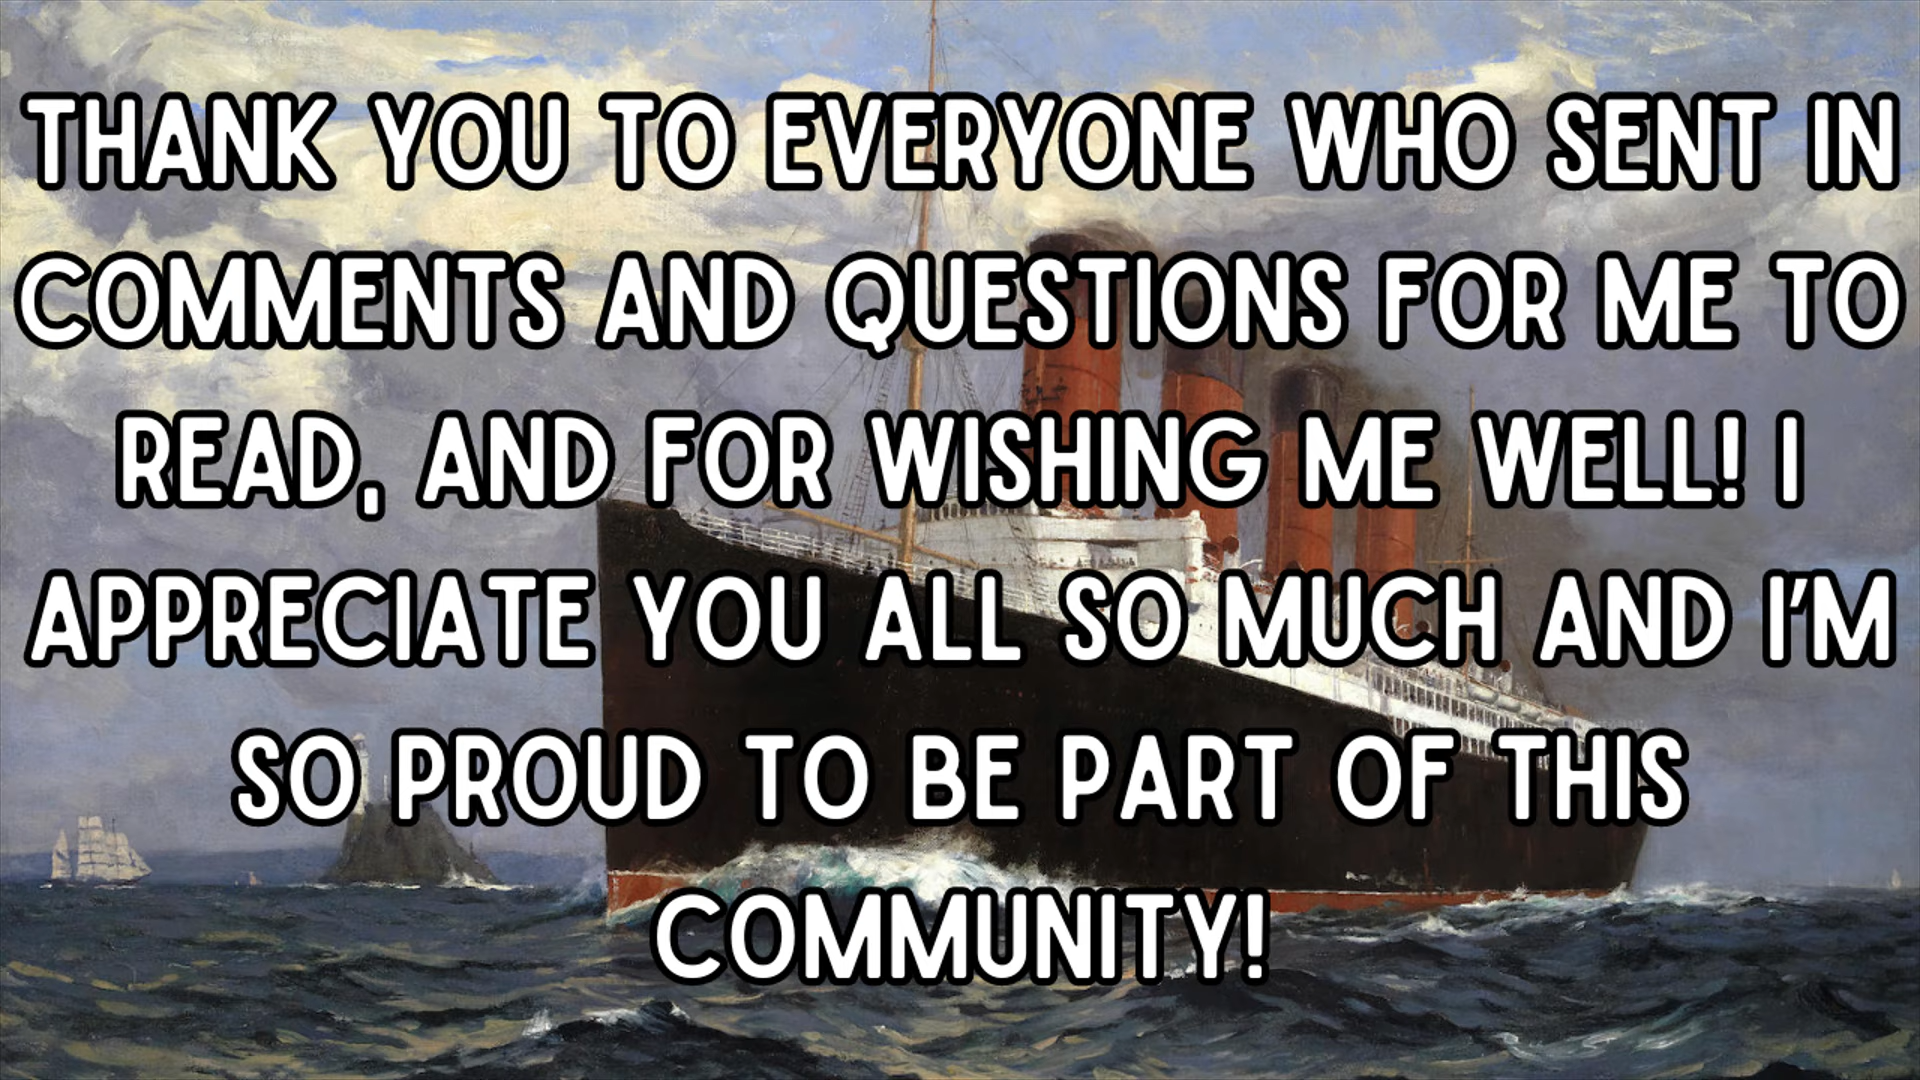 THANK YOU TO EVERYONE WHO SENT IN
COMMENTS AND QUESTIONS FOR ME TO
READ, AND FOR WISHING ME WELL! I
APPRECIATE YOU ALL SO MUCH AND I'M
SO PROUD TO BE PART OF THIS
COMMUNITY!